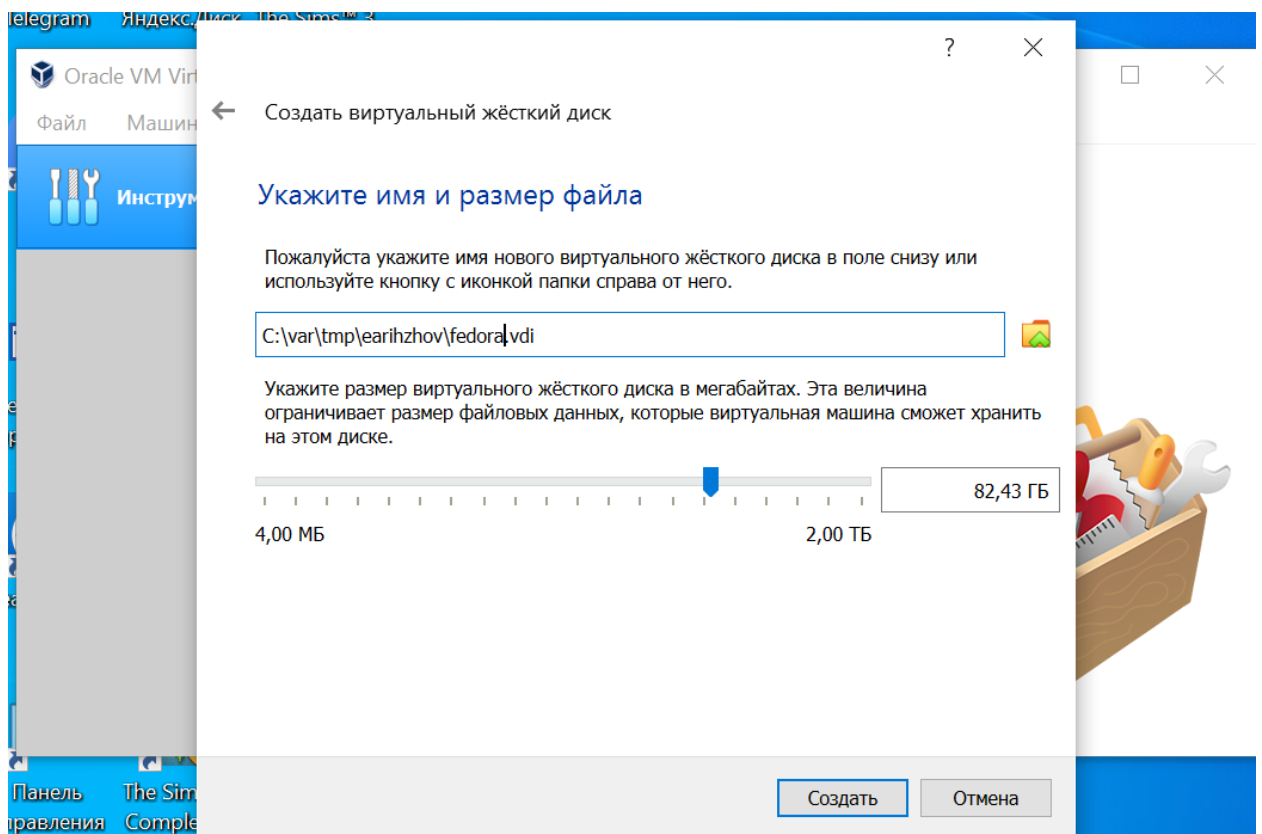 elegram Яндекс.Диск The Sims™ 3
Oracle VM Virt
Файл Машин
Инструм
? 
Создать виртуальный жёсткий диск
Укажите имя и размер файла
Пожалуйста укажите имя нового виртуального жёсткого диска в поле снизу или
используйте кнопку с иконкой папки справа от него.
C:\var\tmp\earihzhov\fedora.vdi
Укажите размер виртуального жёсткого диска в мегабайтах. Эта величина
ограничивает размер файловых данных, которые виртуальная машина сможет хранить
на этом диске.
82,43 ГБ
4,00 МБ 2,00 ТБ
Создать Отмена
Панель The Sim
правления Comple